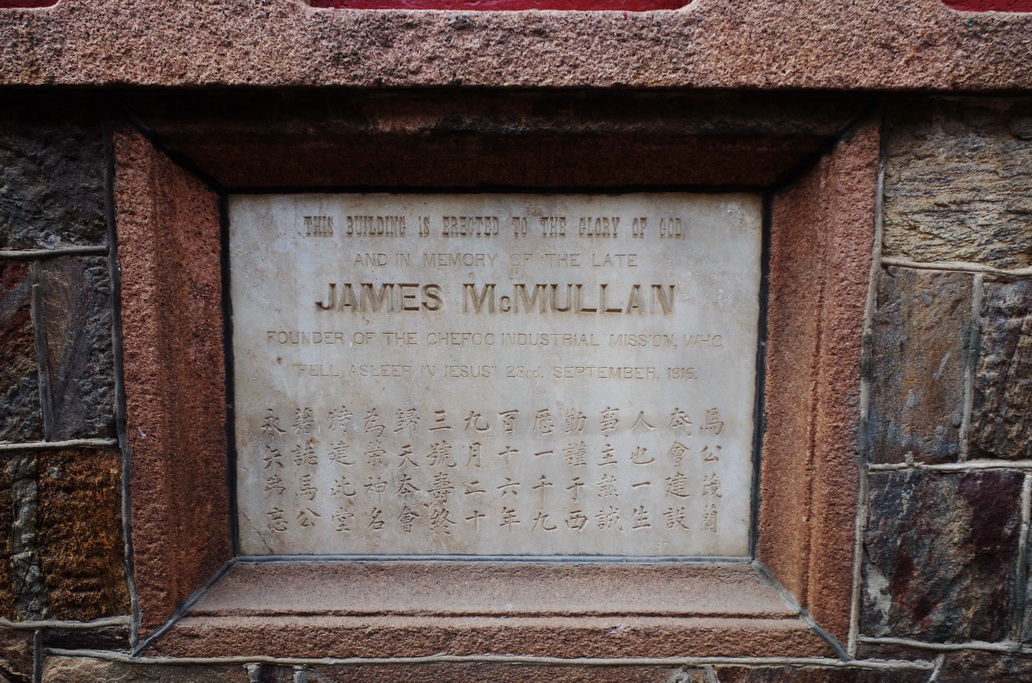 THIS BUILDING IS ERECTED TO THE GLORY OF GOD,
AND IN MEMORY OF THE LATE
JAMES McMULLAN
FOUNDER OF THE CHEFOO INDUSTRIAL MISSION, WHO
"FELL ASLEEP IN JESUS" 23rd. SEPTEMBER, 1916.
馬公蘭
夲會建設
人也一生
事主熱誠
勤謹于西
歷一千九
百十六年
九月二十
三號壽終
歸天夲會
為榮神名
特建此堂
藉誌馬公
永矢弗忘